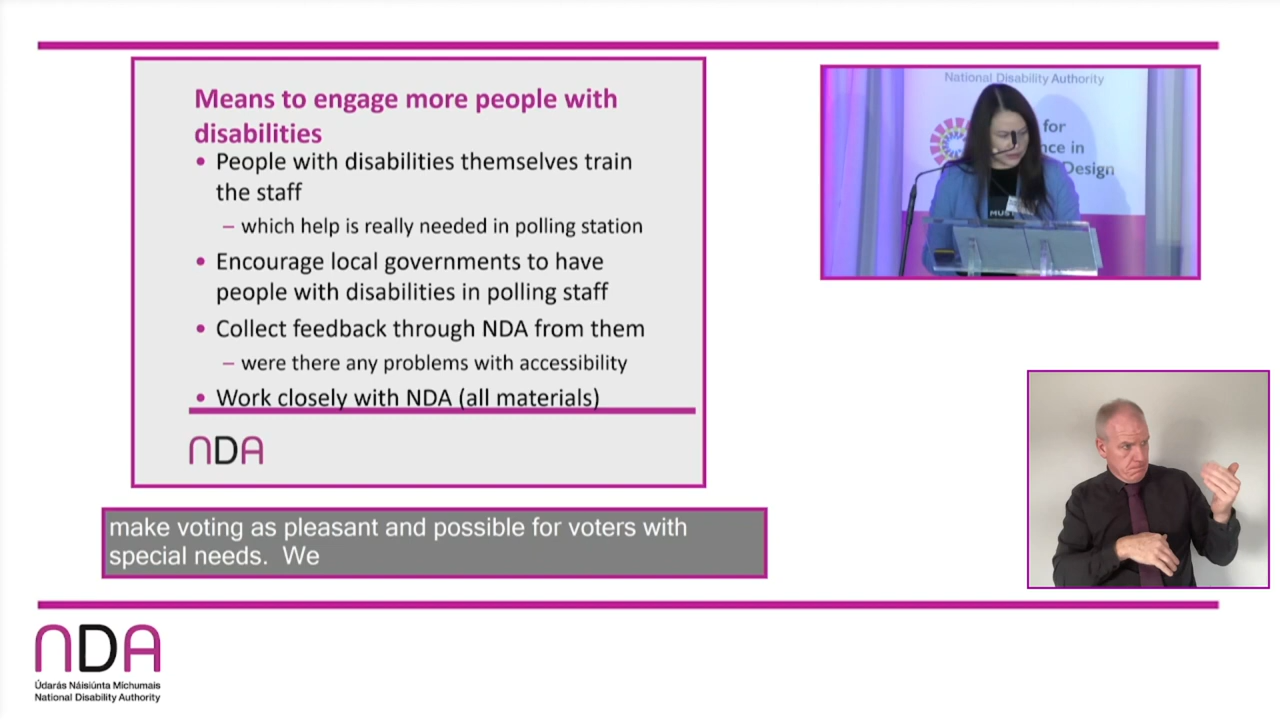 Means to engage more people with
disabilities
• People with disabilities themselves train
the staff
– which help is really needed in polling station
• Encourage local governments to have
people with disabilities in polling staff
• Collect feedback through NDA from them
– were there any problems with accessibility
• Work closely with NDA (all materials)
NDA
National Disability Authority
for
nce in
Design
MUST
make voting as pleasant and possible for voters with
special needs. We
NDA
Údarás Náisiúnta Míchumais
National Disability Authority